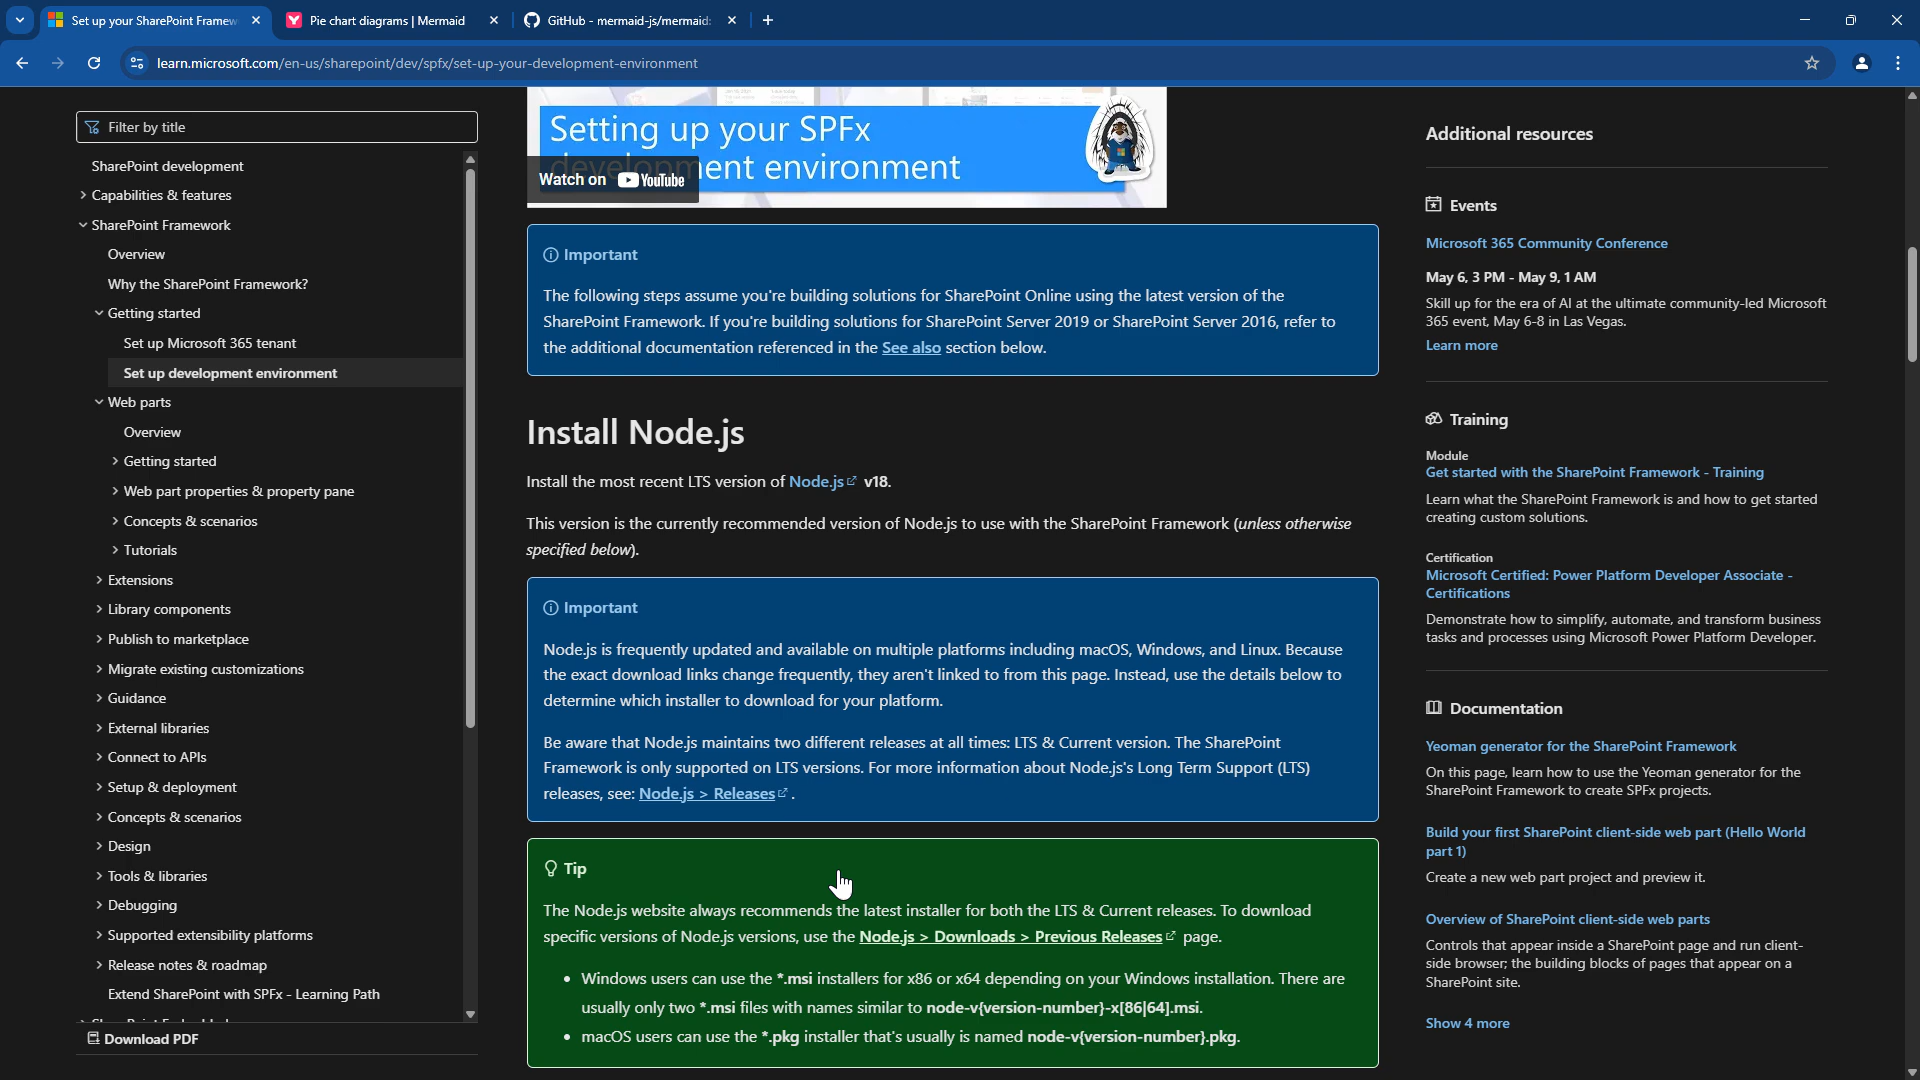 Set up your SharePoint Framew
Pie chart diagrams | Mermaid
GitHub - mermaid-js/mermaid:
learn.microsoft.com/en-us/sharepoint/dev/spfx/set-up-your-development-environment
Filter by title
SharePoint development
Capabilities & features
SharePoint Framework
Overview
Why the SharePoint Framework?
Getting started
Set up Microsoft 365 tenant
Set up development environment
Web parts
Overview
Getting started
Web part properties & property pane
Concepts & scenarios
Tutorials
Extensions
Library components
Publish to marketplace
Migrate existing customizations
Guidance
External libraries
Connect to APIs
Setup & deployment
Concepts & scenarios
Design
Tools & libraries
Debugging
Supported extensibility platforms
Release notes & roadmap
Extend SharePoint with SPFx - Learning Path
Download PDF
Setting up your SPFx
development environment
Watch on YouTube
Important
The following steps assume you're building solutions for SharePoint Online using the latest version of the
SharePoint Framework. If you're building solutions for SharePoint Server 2019 or SharePoint Server 2016, refer to
the additional documentation referenced in the See also section below.
Install Node.js
Install the most recent LTS version of Node.js v18.
This version is the currently recommended version of Node.js to use with the SharePoint Framework (unless otherwise
specified below).
Important
Node.js is frequently updated and available on multiple platforms including macOS, Windows, and Linux. Because
the exact download links change frequently, they aren't linked to from this page. Instead, use the details below to
determine which installer to download for your platform.
Be aware that Node.js maintains two different releases at all times: LTS & Current version. The SharePoint
Framework is only supported on LTS versions. For more information about Node.js's Long Term Support (LTS)
releases, see: Node.js > Releases .
Tip
The Node.js website always recommends the latest installer for both the LTS & Current releases. To download
specific versions of Node.js versions, use the Node.js > Downloads > Previous Releases page.
• Windows users can use the *.msi installers for x86 or x64 depending on your Windows installation. There are
usually only two *.msi files with names similar to node-v{version-number}-x[86|64].msi.
• macOS users can use the *.pkg installer that's usually is named node-v{version-number}.pkg.
Additional resources
Events
Microsoft 365 Community Conference
May 6, 3 PM - May 9, 1 AM
Skill up for the era of AI at the ultimate community-led Microsoft
365 event, May 6-8 in Las Vegas.
Learn more
Training
Module
Get started with the SharePoint Framework - Training
Learn what the SharePoint Framework is and how to get started
creating custom solutions.
Certification
Microsoft Certified: Power Platform Developer Associate -
Certifications
Demonstrate how to simplify, automate, and transform business
tasks and processes using Microsoft Power Platform Developer.
Documentation
Yeoman generator for the SharePoint Framework
On this page, learn how to use the Yeoman generator for the
SharePoint Framework to create SPFx projects.
Build your first SharePoint client-side web part (Hello World
part 1)
Create a new web part project and preview it.
Overview of SharePoint client-side web parts
Controls that appear inside a SharePoint page and run client-
side browser; the building blocks of pages that appear on a
SharePoint site.
Show 4 more